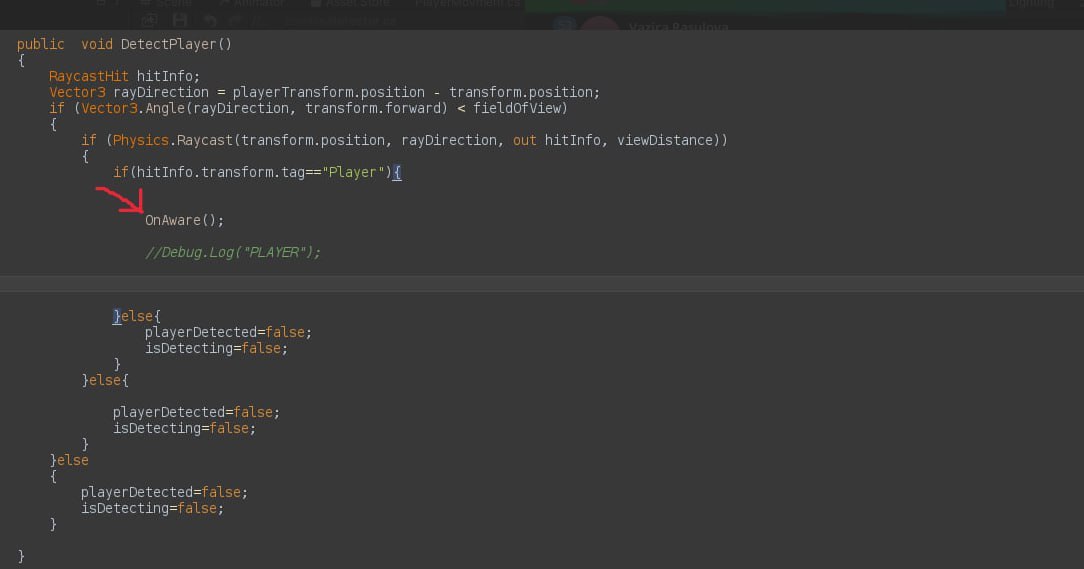 Scene
Animator
Asset Store
PlayerMovment.cs
Lighting
Vazira Rasulova
public  void DetectPlayer()
{
    RaycastHit hitInfo;
    Vector3 rayDirection = playerTransform.position - transform.position;
    if (Vector3.Angle(rayDirection, transform.forward) < fieldOfView)
    {
        if (Physics.Raycast(transform.position, rayDirection, out hitInfo, viewDistance))
        {
            if(hitInfo.transform.tag=="Player"){
                OnAware();
                //Debug.Log("PLAYER");
            }else{
                playerDetected=false;
                isDetecting=false;
            }
        }else{
            playerDetected=false;
            isDetecting=false;
        }
    }else
    {
        playerDetected=false;
        isDetecting=false;
    }
}